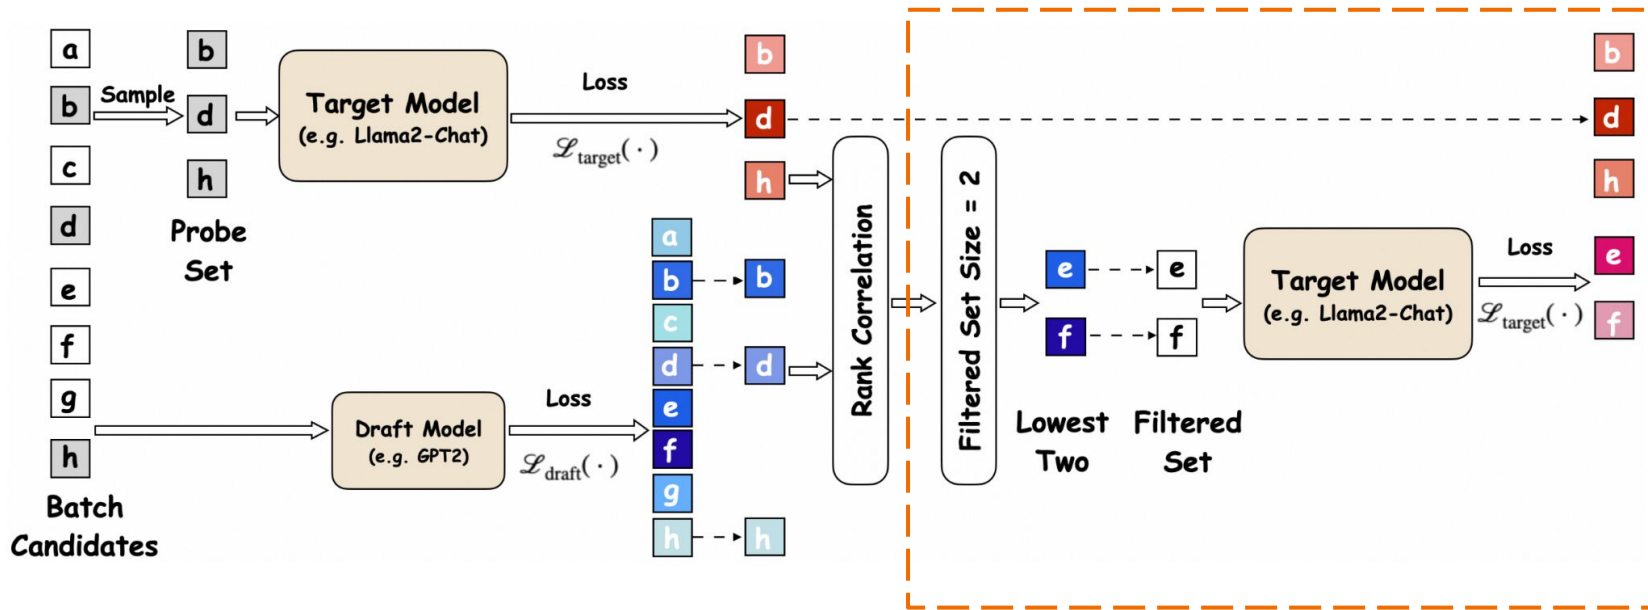 a
b
c
d
e
f
g
h
Batch
Candidates
Sample
b
d
h
Probe
Set
Target Model
(e.g. Llama2-Chat)
Loss
ℒtarget(·)
b
d
h
Draft Model
(e.g. GPT2)
Loss
ℒdraft(·)
a
b
c
d
e
f
g
h
b
d
h
Rank Correlation
Filtered Set Size = 2
e
f
Lowest
Two
e
f
Filtered
Set
Target Model
(e.g. Llama2-Chat)
Loss
ℒtarget(·)
b
d
h
e
f